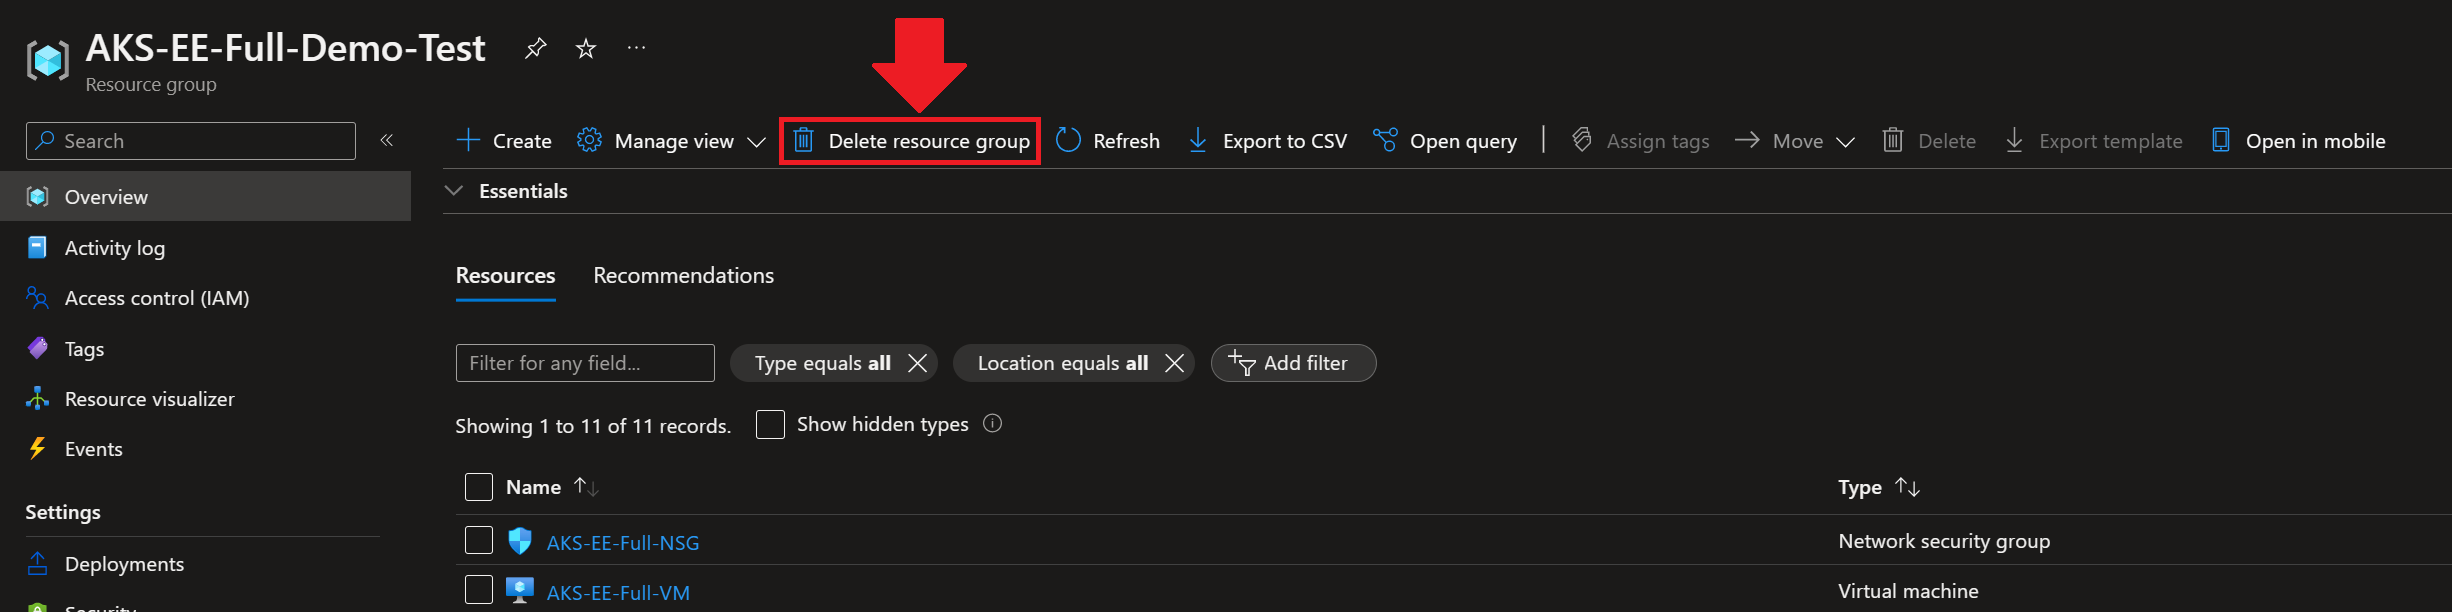 AKS-EE-Full-Demo-Test
Resource group
Search
Create
Manage view
Delete resource group
Refresh
Export to CSV
Open query
Assign tags
Move
Delete
Export template
Open in mobile
Overview
Essentials
Activity log
Resources
Recommendations
Access control (IAM)
Tags
Filter for any field...
Type equals all
Location equals all
Add filter
Resource visualizer
Showing 1 to 11 of 11 records.
Show hidden types
Events
Name
Type
Settings
AKS-EE-Full-NSG
Network security group
Deployments
AKS-EE-Full-VM
Virtual machine
Security